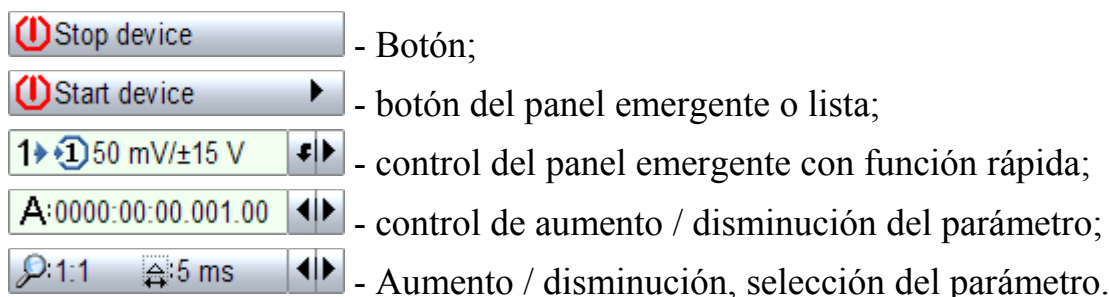 Stop device - Botón;
Start device - botón del panel emergente o lista;
1 1 50 mV/±15 V - control del panel emergente con función rápida;
A:0000:00:00.001.00 - control de aumento / disminución del parámetro;
:1:1 :5 ms - Aumento / disminución, selección del parámetro.